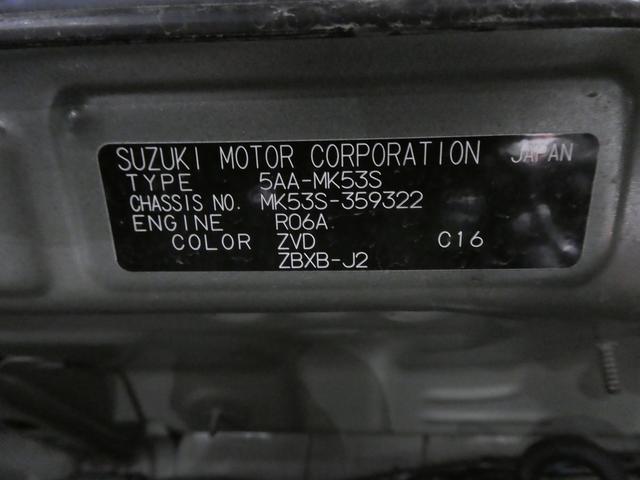 SUZUKI MOTOR CORPORATION JAPAN
TYPE 5AA-MK53S
CHASSIS NO. MK53S-359322
ENGINE R06A
COLOR ZVD C16
ZBXB-J2